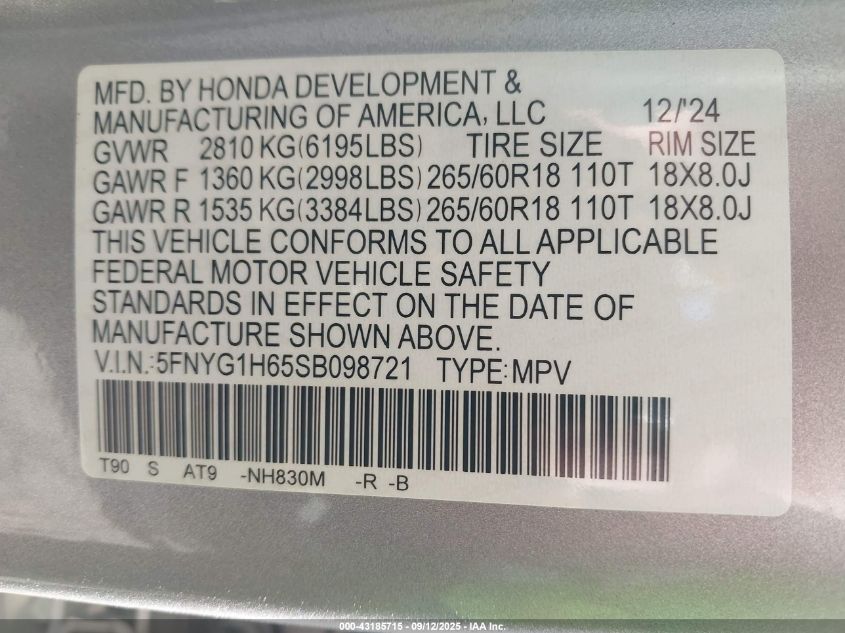 MFD. BY HONDA DEVELOPMENT &
MANUFACTURING OF AMERICA, LLC 12/'24
GVWR 2810 KG(6195LBS) TIRE SIZE RIM SIZE
GAWR F 1360 KG(2998LBS) 265/60R18 110T 18X8.0J
GAWR R 1535 KG(3384LBS) 265/60R18 110T 18X8.0J
THIS VEHICLE CONFORMS TO ALL APPLICABLE
FEDERAL MOTOR VEHICLE SAFETY
STANDARDS IN EFFECT ON THE DATE OF
MANUFACTURE SHOWN ABOVE.
V.I.N.:5FNYG1H65SB098721 TYPE:MPV
T90 S AT9 -NH830M -R -B
000-43185715 - 09/12/2025 - IAA Inc.